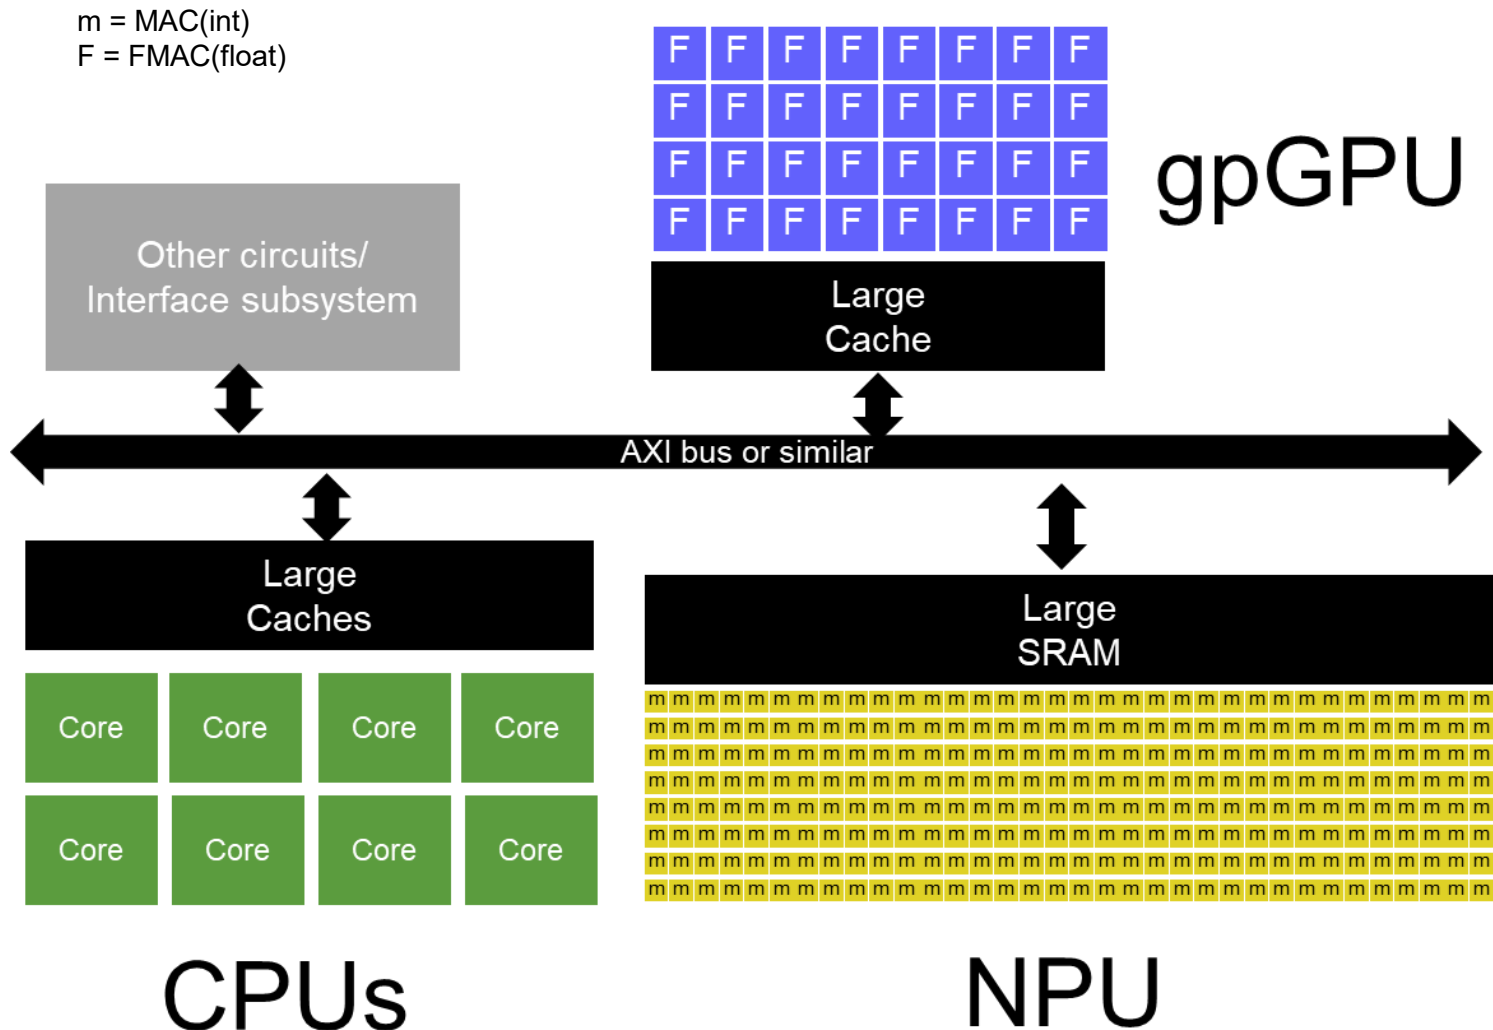 m = MAC(int)
F = FMAC(float)
F F F F F F F F
F F F F F F F F
F F F F F F F F
F F F F F F F F
gpGPU
Other circuits/
Interface subsystem
Large
Cache
AXI bus or similar
Large
Caches
Core Core Core Core
Core Core Core Core
CPUs
Large
SRAM
m m m m m m m m m m m m m m m m m m m m m m m m m m m m m m m m m m
m m m m m m m m m m m m m m m m m m m m m m m m m m m m m m m m m m
m m m m m m m m m m m m m m m m m m m m m m m m m m m m m m m m m m
m m m m m m m m m m m m m m m m m m m m m m m m m m m m m m m m m m
m m m m m m m m m m m m m m m m m m m m m m m m m m m m m m m m m m
m m m m m m m m m m m m m m m m m m m m m m m m m m m m m m m m m m
m m m m m m m m m m m m m m m m m m m m m m m m m m m m m m m m m m
m m m m m m m m m m m m m m m m m m m m m m m m m m m m m m m m m m
NPU